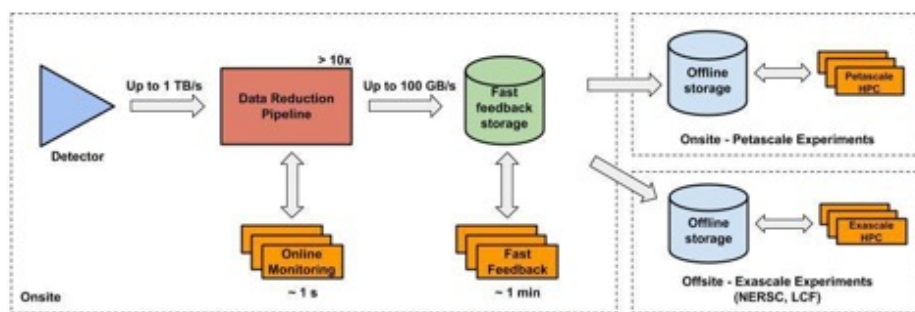 > 10x
Up to 1 TB/s
Up to 100 GB/s
Data Reduction
Pipeline
Fast
feedback
storage
Detector
Online
Monitoring
~ 1 s
Fast
Feedback
~ 1 min
Onsite
Offline
storage
Petascale
HPC
Onsite - Petascale Experiments
Offline
storage
Exascale
HPC
Offsite - Exascale Experiments
(NERSC, LCF)